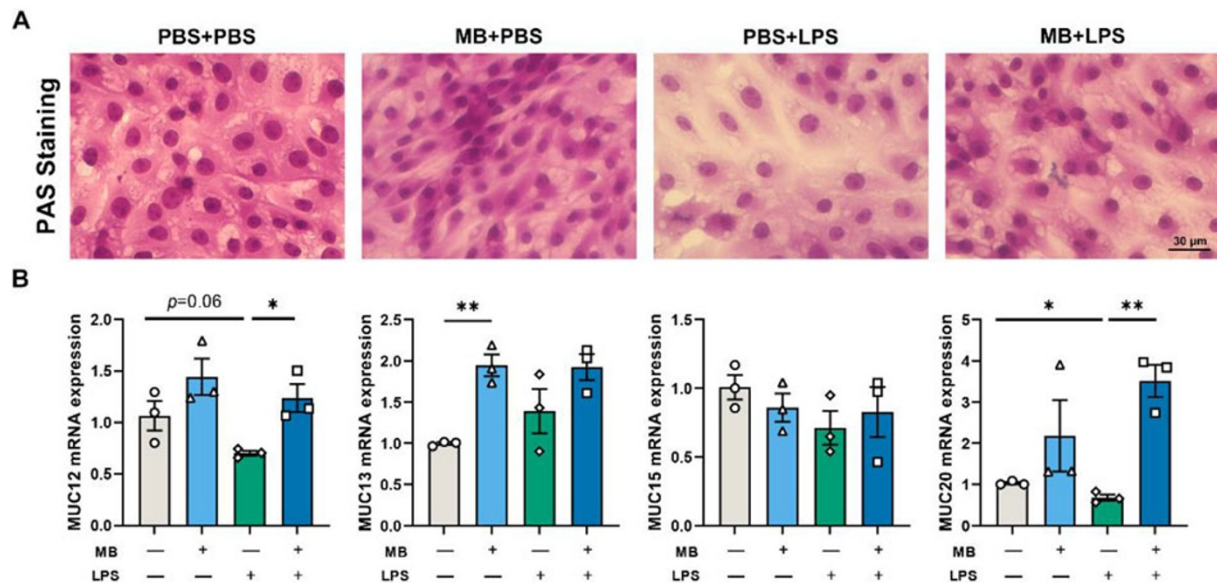 A
PBS+PBS MB+PBS PBS+LPS MB+LPS
PAS Staining
30 μm
B
MUC12 mRNA expression
p=0.06 *
2.0
1.5
1.0
0.5
0.0
MB — + — +
LPS — — + +
MUC13 mRNA expression
**
2.5
2.0
1.5
1.0
0.5
0.0
MB — + — +
LPS — — + +
MUC15 mRNA expression
1.5
1.0
0.5
0.0
MB — + — +
LPS — — + +
MUC20 mRNA expression
* **
5
4
3
2
1
0
MB — + — +
LPS — — + +